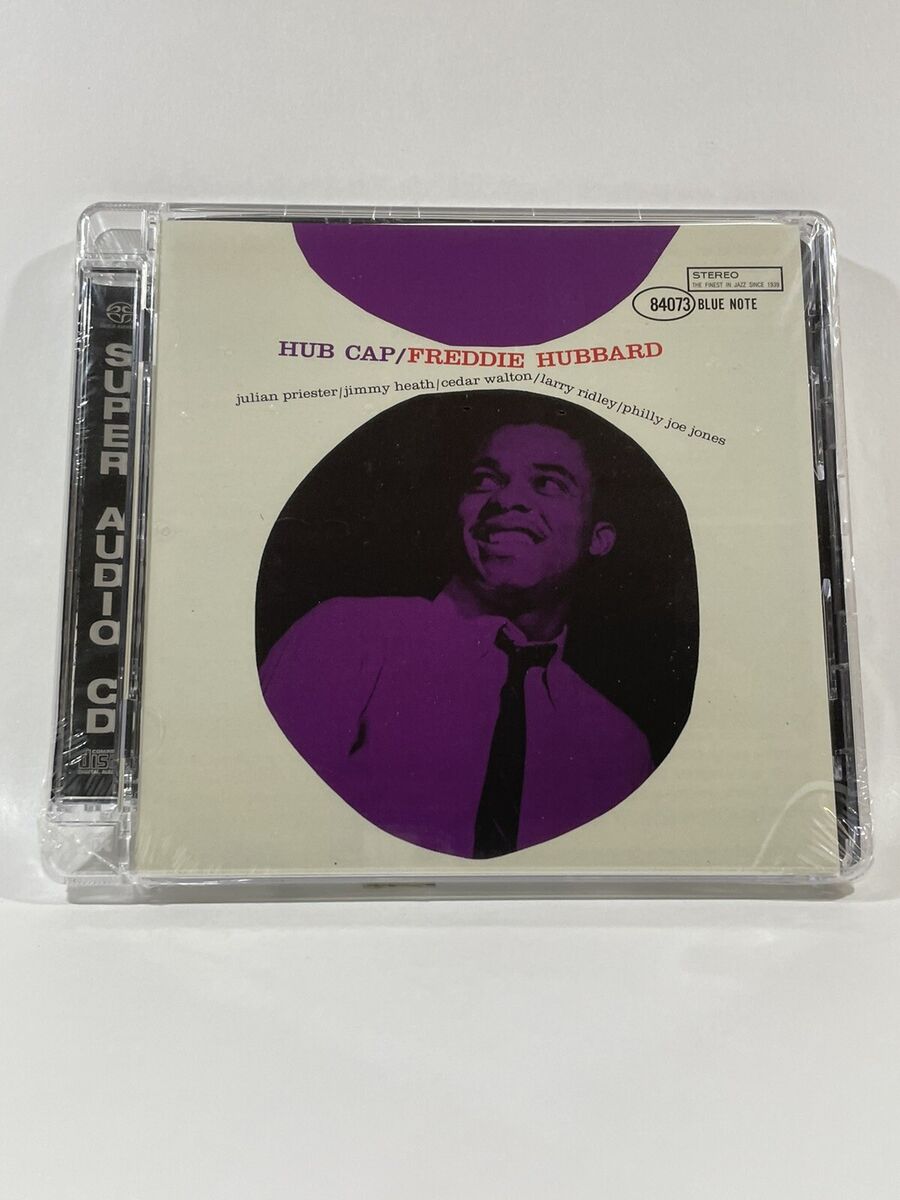 STEREO
THE FINEST IN JAZZ SINCE 1939
84073 BLUE NOTE
HUB CAP/FREDDIE HUBBARD
julian priester/jimmy heath/cedar walton/larry ridley/philly joe jones
SUPER AUDIO CD